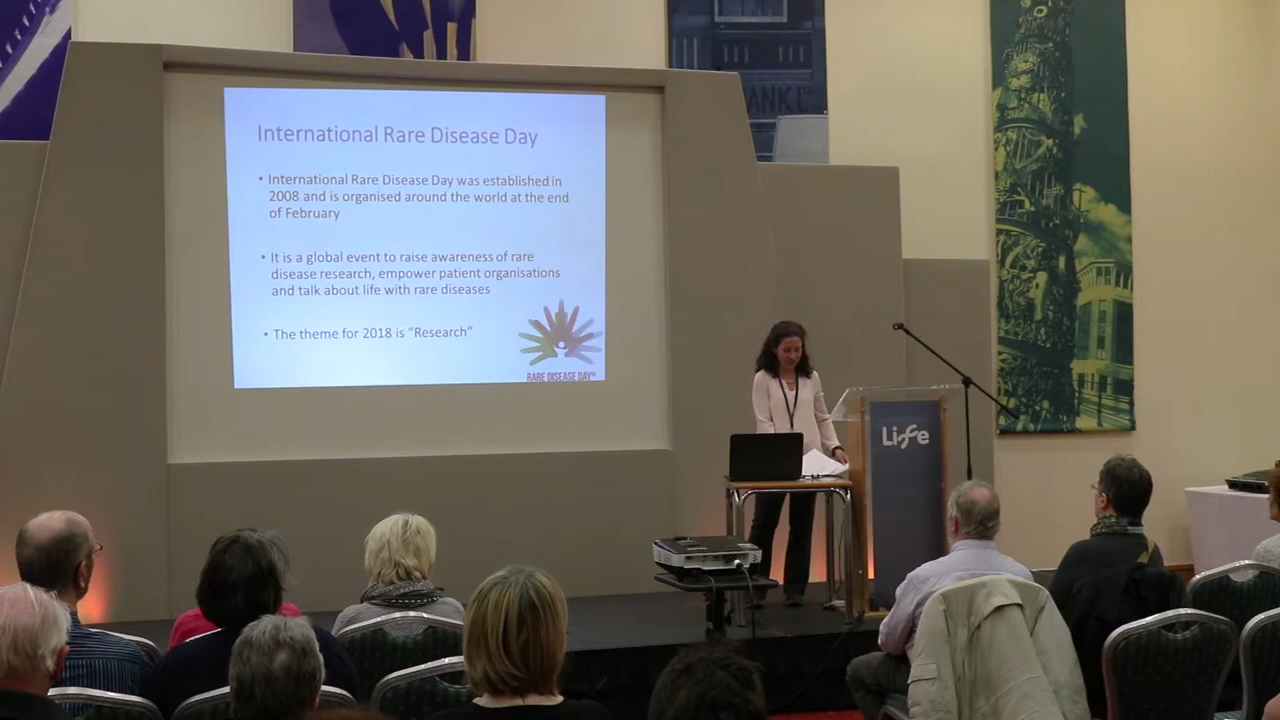 International Rare Disease Day
• International Rare Disease Day was established in
2008 and is organised around the world at the end
of February
• It is a global event to raise awareness of rare
disease research, empower patient organisations
and talk about life with rare diseases
• The theme for 2018 is “Research”
RARE DISEASE DAY®
Life